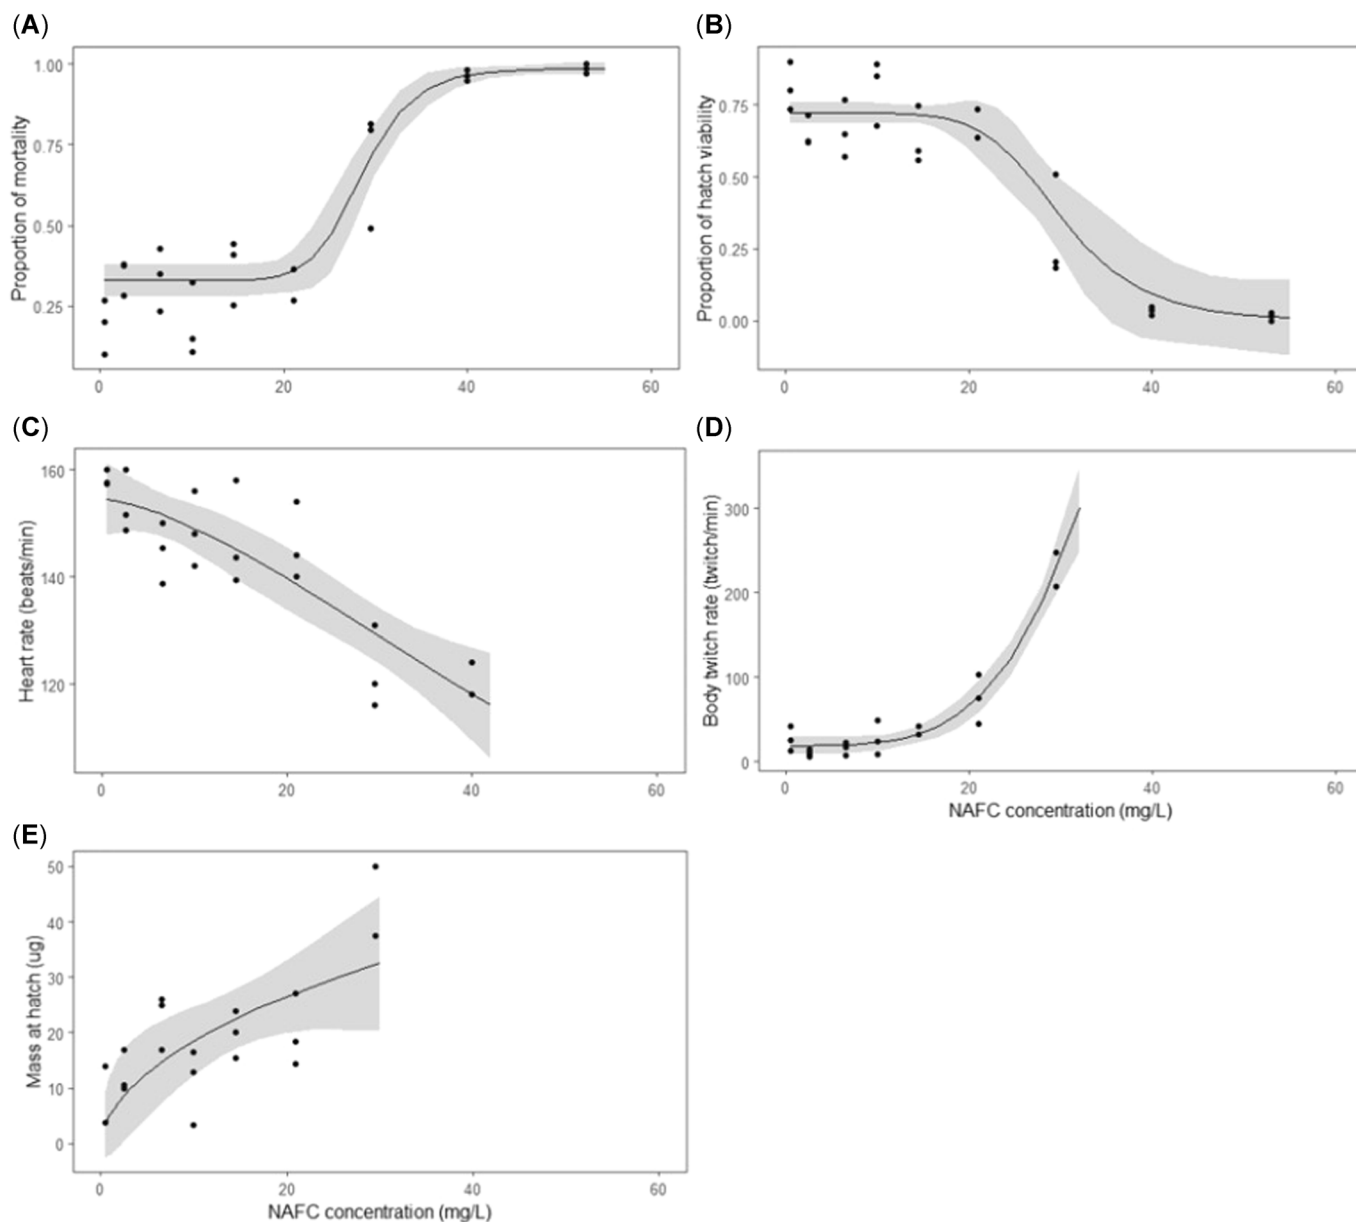 (A)
Proportion of mortality
1.00
0.75
0.50
0.25
0 20 40 60
(B)
Proportion of hatch viability
0.75
0.50
0.25
0.00
0 20 40 60
(C)
Heart rate (beats/min)
160
140
120
0 20 40 60
(D)
Body twitch rate (twitch/min)
300
200
100
0
0 20 40 60
NAFC concentration (mg/L)
(E)
Mass at hatch (ug)
50
40
30
20
10
0
0 20 40 60
NAFC concentration (mg/L)